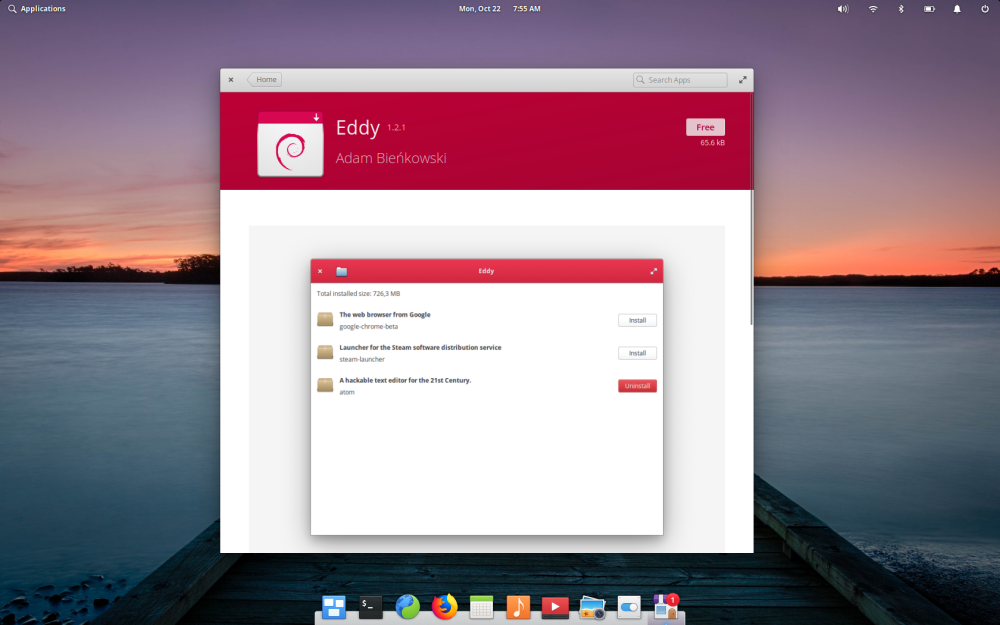 Applications
Mon, Oct 22 7:55 AM
Home
Search Apps
Eddy 1.2.1
Free
Adam Bieńkowski
65.6 kB
Eddy
Total installed size: 726,3 MB
The web browser from Google
google-chrome-beta
Install
Launcher for the Steam software distribution service
steam-launcher
Install
A hackable text editor for the 21st Century.
atom
Uninstall
$_
1